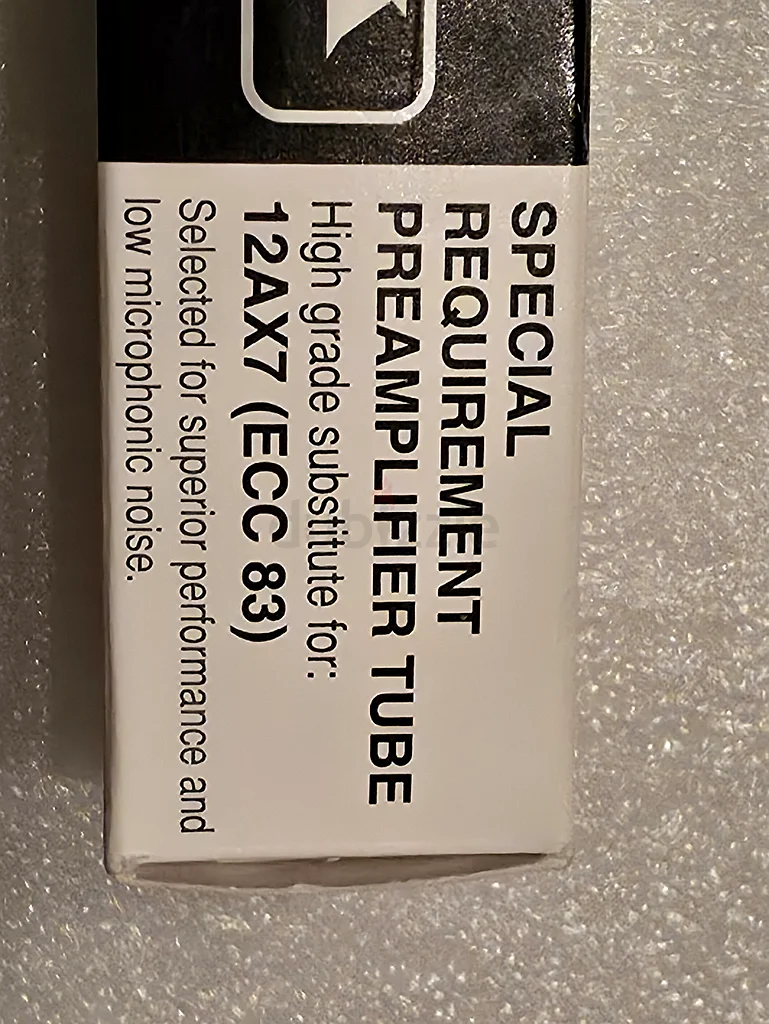 SPECIAL
REQUIREMENT
PREAMPLIFIER TUBE
High grade substitute for:
12AX7 (ECC 83)
Selected for superior performance and
low microphonic noise.
dubizzle